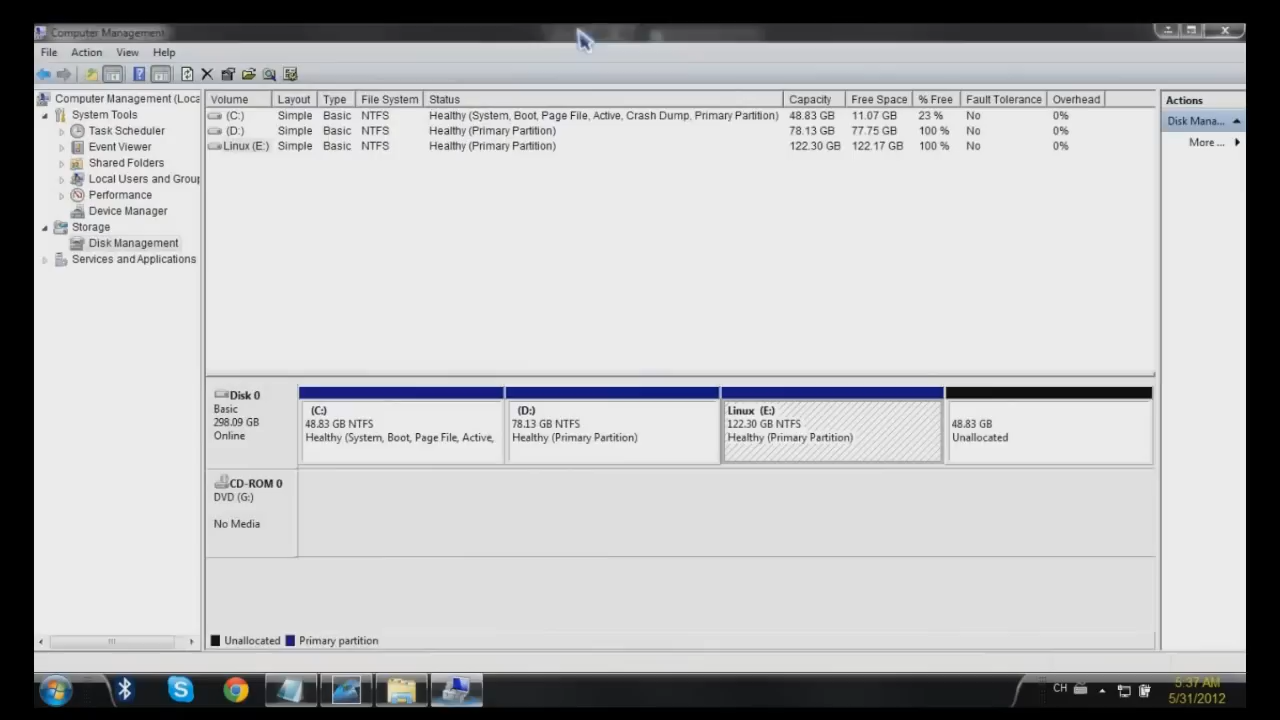 Computer Management
File Action View Help
Computer Management (Loca
System Tools
Task Scheduler
Event Viewer
Shared Folders
Local Users and Group
Performance
Device Manager
Storage
Disk Management
Services and Applications
Volume Layout Type File System Status Capacity Free Space % Free Fault Tolerance Overhead
(C:) Simple Basic NTFS Healthy (System, Boot, Page File, Active, Crash Dump, Primary Partition) 48.83 GB 11.07 GB 23 % No 0%
(D:) Simple Basic NTFS Healthy (Primary Partition) 78.13 GB 77.75 GB 100 % No 0%
Linux (E:) Simple Basic NTFS Healthy (Primary Partition) 122.30 GB 122.17 GB 100 % No 0%
Actions
Disk Mana...
More ...
Disk 0
Basic
298.09 GB
Online
(C:)
48.83 GB NTFS
Healthy (System, Boot, Page File, Active,
(D:)
78.13 GB NTFS
Healthy (Primary Partition)
Linux (E:)
122.30 GB NTFS
Healthy (Primary Partition)
48.83 GB
Unallocated
CD-ROM 0
DVD (G:)
No Media
Unallocated Primary partition
CH
5:37 AM
5/31/2012